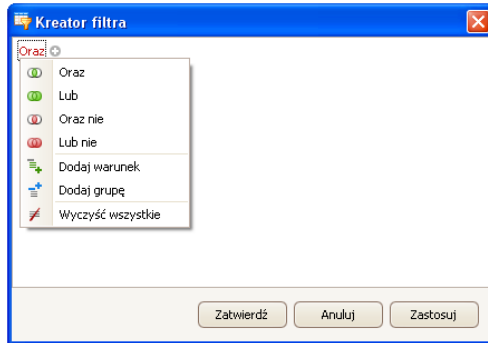 Kreator filtra
Oraz
Oraz
Lub
Oraz nie
Lub nie
Dodaj warunek
Dodaj grupę
Wyczyść wszystkie
Zatwierdź Anuluj Zastosuj